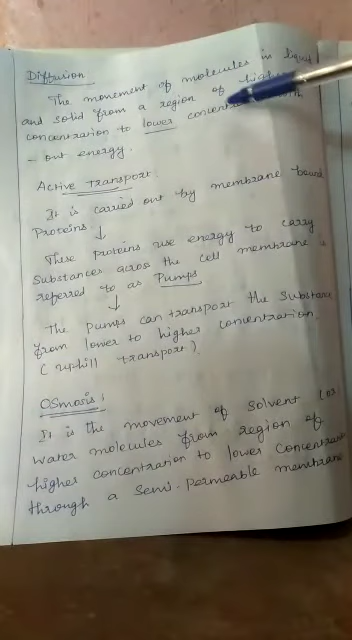 Diffusion
The movement of molecules in liquid
and solid from a region of high
concentration to lower concent
- out energy.
Active transport:
It is carried out by membrane bound
Proteins.
These proteins use energy to carry
Substances across the cell membrane is
referred to as Pumps
The Pumps can transport the substance
from lower to higher concentration.
(uphill transport)
Osmosis:
It is the movement of solvent (or
water molecules from region of
higher concentration to lower concentration
through a semi-permeable membrane